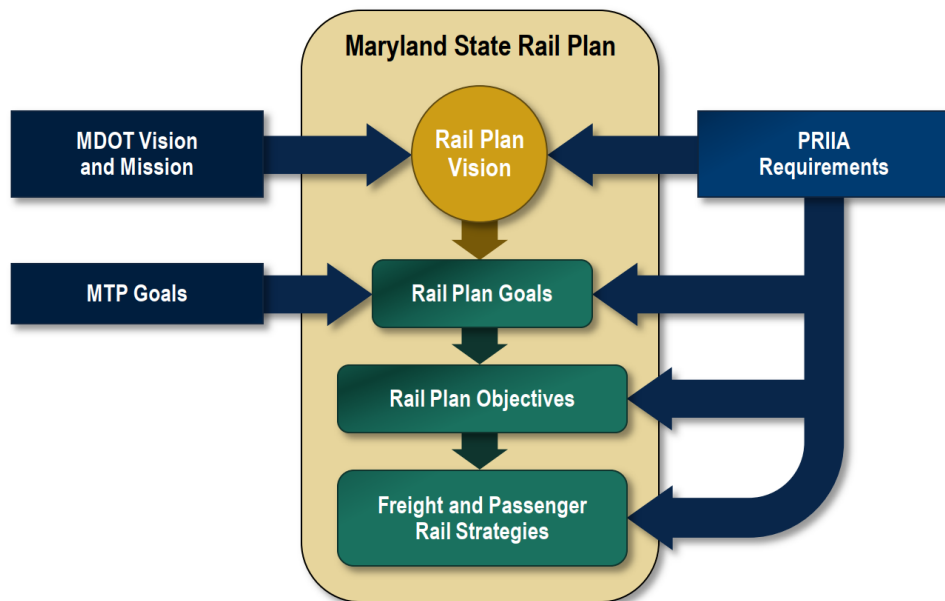 Maryland State Rail Plan
MDOT Vision
and Mission
Rail Plan
Vision
PRIIA
Requirements
MTP Goals
Rail Plan Goals
Rail Plan Objectives
Freight and Passenger
Rail Strategies